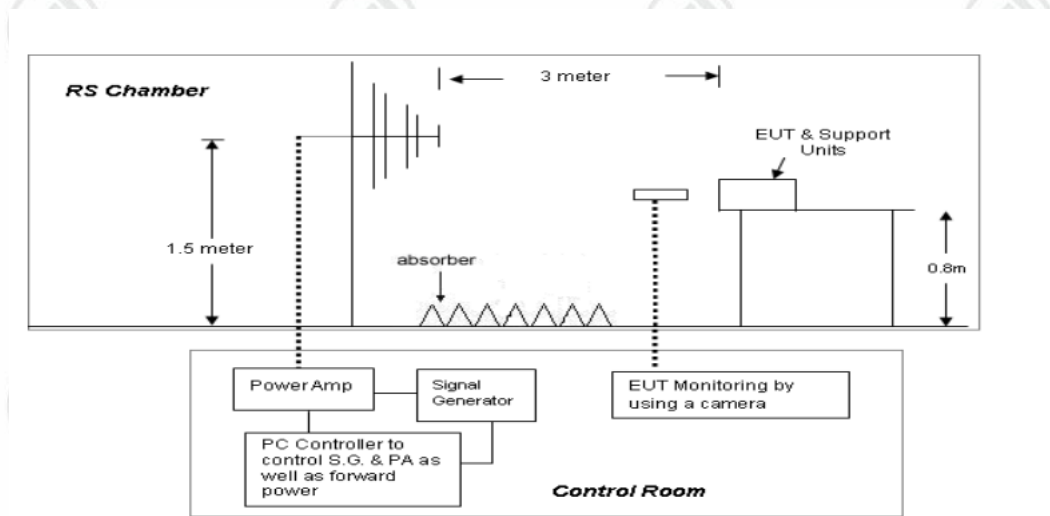 3 meter
RS Chamber
EUT & Support
Units
1.5 meter
absorber
0.8m
Power Amp
Signal
Generator
EUT Monitoring by
using a camera
PC Controller to
control S.G. & PA as
well as forward
power
Control Room